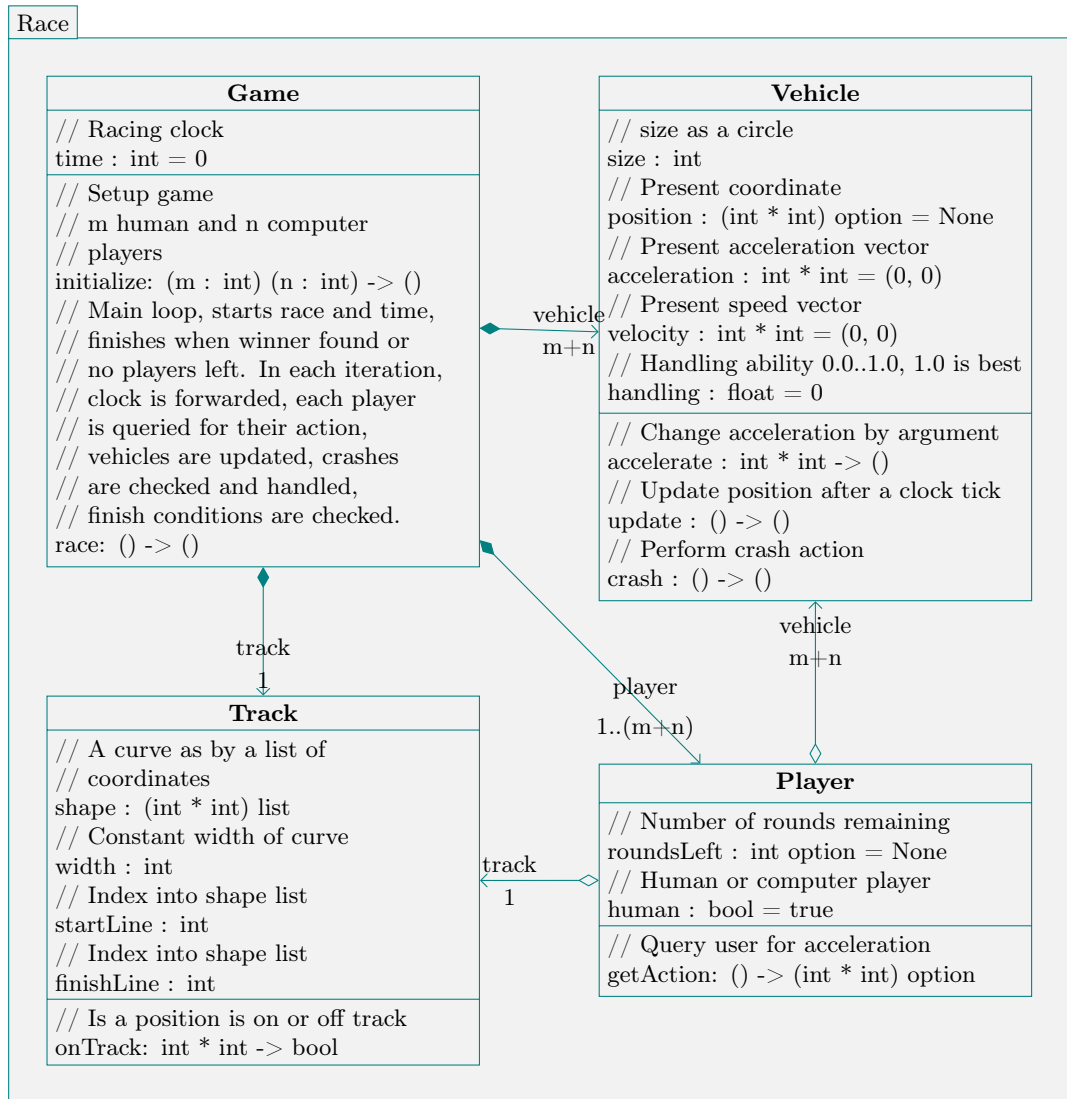 Race
Game
// Racing clock
time : int = 0
// Setup game
// m human and n computer
// players
initialize: (m : int) (n : int) -> ()
// Main loop, starts race and time,
// finishes when winner found or
// no players left. In each iteration,
// clock is forwarded, each player
// is queried for their action,
// vehicles are updated, crashes
// are checked and handled,
// finish conditions are checked.
race: () -> ()
Vehicle
// size as a circle
size : int
// Present coordinate
position : (int * int) option = None
// Present acceleration vector
acceleration : int * int = (0, 0)
// Present speed vector
velocity : int * int = (0, 0)
// Handling ability 0.0..1.0, 1.0 is best
handling : float = 0
// Change acceleration by argument
accelerate : int * int -> ()
// Update position after a clock tick
update : () -> ()
// Perform crash action
crash : () -> ()
vehicle
m+n
track
1
player
1..(m+n)
vehicle
m+n
Track
// A curve as by a list of
// coordinates
shape : (int * int) list
// Constant width of curve
width : int
// Index into shape list
startLine : int
// Index into shape list
finishLine : int
// Is a position is on or off track
onTrack: int * int -> bool
track
1
Player
// Number of rounds remaining
roundsLeft : int option = None
// Human or computer player
human : bool = true
// Query user for acceleration
getAction: () -> (int * int) option